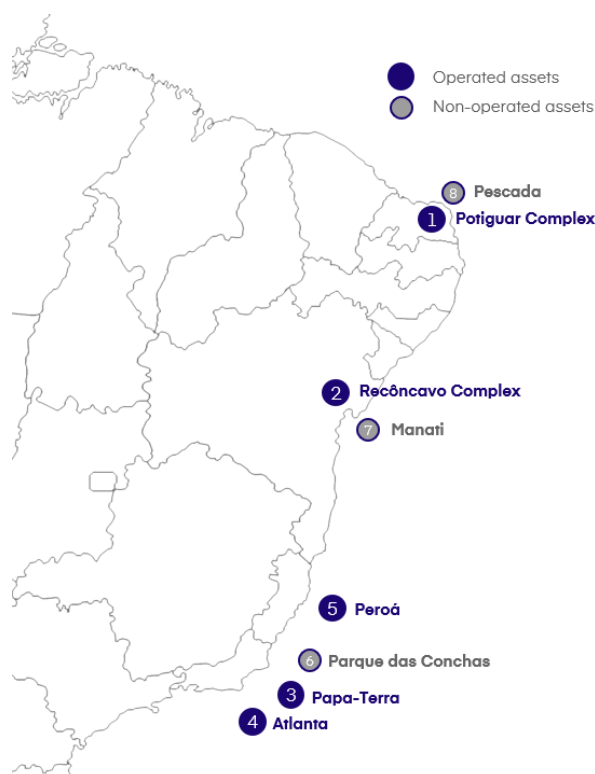 Operated assets
Non-operated assets
8 Pescada
1 Potiguar Complex
2 Recôncavo Complex
7 Manati
5 Peroá
6 Parque das Conchas
3 Papa-Terra
4 Atlanta